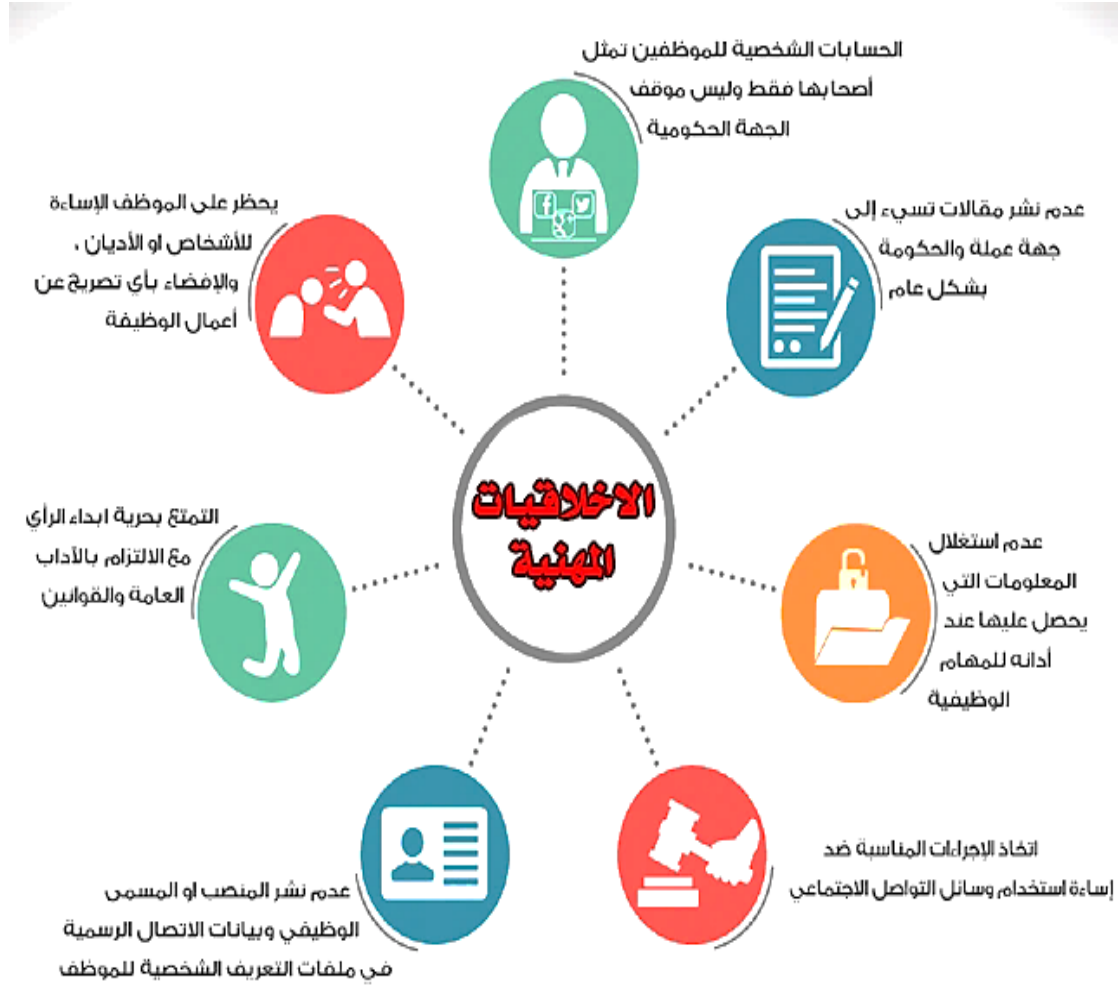 الحسابات الشخصية للموظفين تمثل
أصحابها فقط وليس موقف
الجهة الحكومية
عدم نشر مقالات تسيء إلى
جهة عملة والحكومة
بشكل عام
يحظر على الموظف الإساءة
للأشخاص او الأديان ،
والإفضاء بأي تصريح عن
أعمال الوظيفة
الاخلاقيات
المهنية
عدم استغلال
المعلومات التي
يحصل عليها عند
أدائه للمهام
الوظيفية
التمتع بحرية ابداء الرأي
مع الالتزام بالآداب
العامة والقوانين
اتخاذ الإجراءات المناسبة ضد
إساءة استخدام وسائل التواصل الاجتماعي
عدم نشر المنصب او المسمى
الوظيفي وبيانات الاتصال الرسمية
في ملفات التعريف الشخصية للموظف